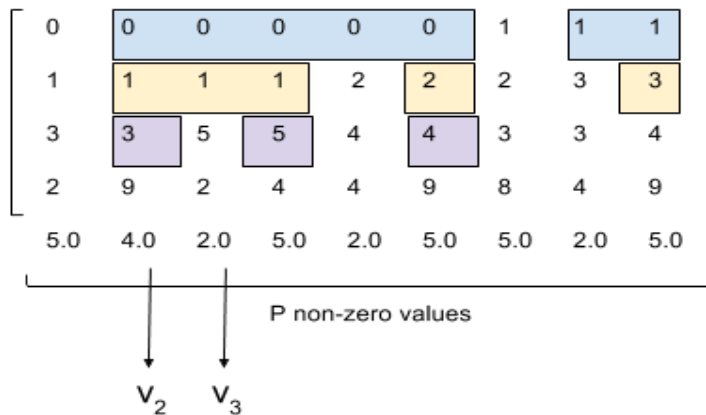 0 0 0 0 0 0 1 1 1
1 1 1 1 2 2 2 3 3
3 3 5 5 4 4 3 3 4
2 9 2 4 4 9 8 4 9
5.0 4.0 2.0 5.0 2.0 5.0 5.0 2.0 5.0
P non-zero values
v₂ v₃